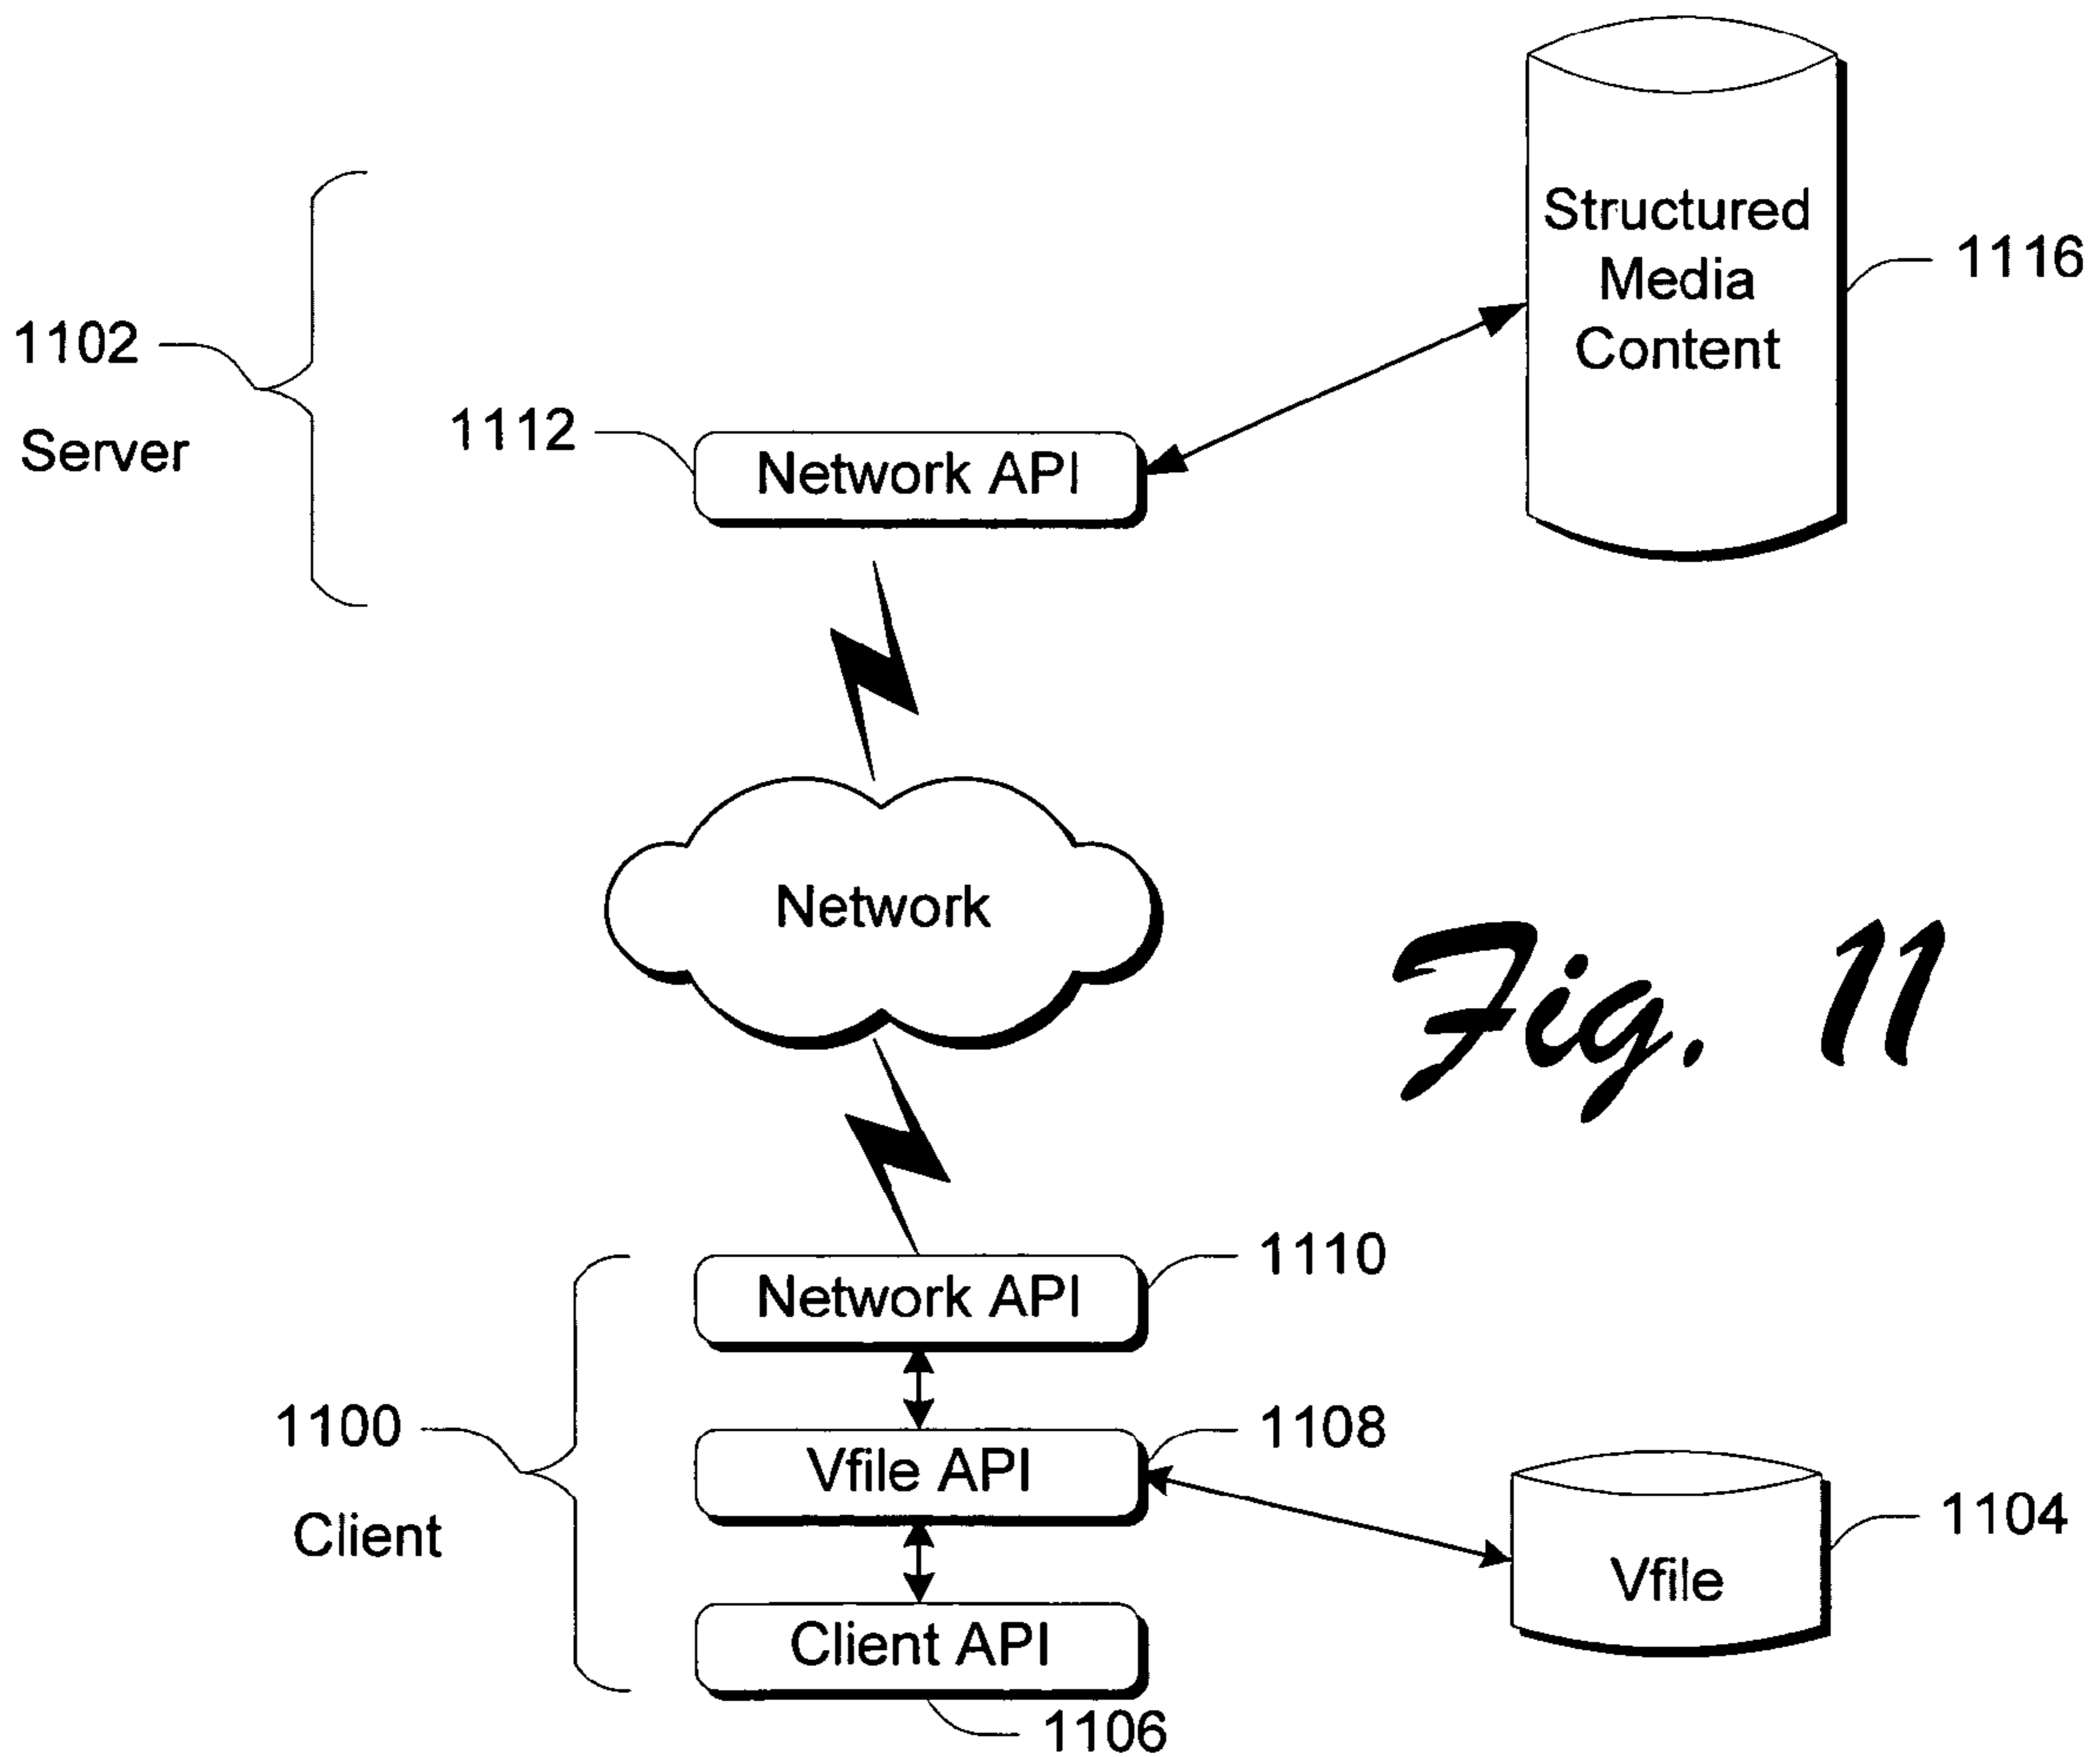 Structured
Media
Content
1116
1102
Server
1112
Network API
Network
Fig. 11
1110
Network API
1100
Client
1108
Vfile API
1104
Vfile
Client API
1106